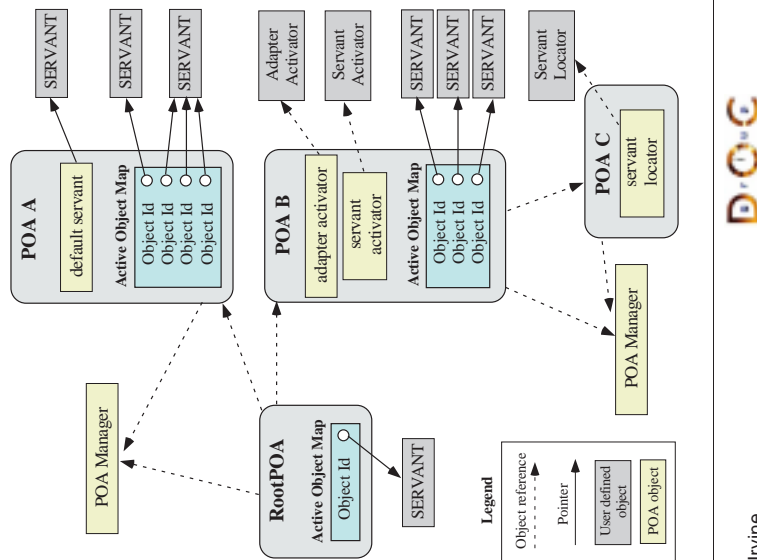 POA Manager
RootPOA
Active Object Map
Object Id
SERVANT
POA A
default servant
Active Object Map
Object Id
Object Id
Object Id
Object Id
SERVANT
SERVANT
SERVANT
POA B
adapter activator
servant
activator
Active Object Map
Object Id
Object Id
Object Id
Adapter
Activator
Servant
Activator
SERVANT
SERVANT
SERVANT
POA C
servant
locator
Servant
Locator
POA Manager
Legend
Object reference
Pointer
User defined
object
POA object
Irvine
D O C